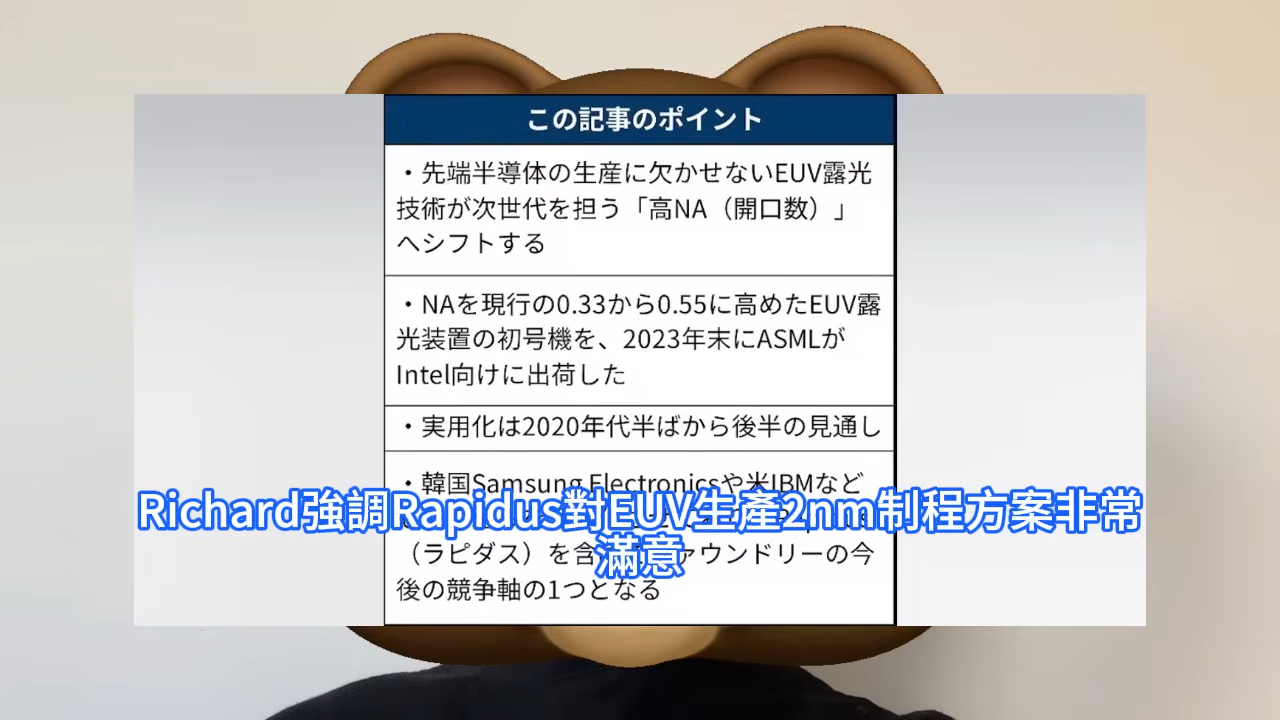 この記事のポイント
・先端半導体の生産に欠かせないEUV露光
技術が次世代を担う「高NA（開口数）」
へシフトする
・NAを現行の0.33から0.55に高めたEUV露
光装置の初号機を、2023年末にASMLが
Intel向けに出荷した
・実用化は2020年代半ばから後半の見通し
・韓国Samsung Electronicsや米IBMなど
Richard強調Rapidus對EUV生產2nm制程方案非常
滿意
（ラピダス）を含
ァウンドリーの今
後の競争軸の1つとなる